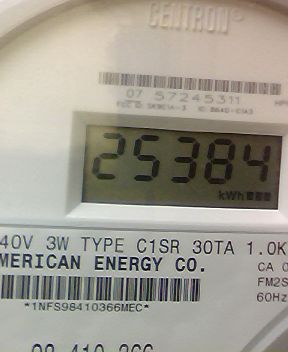 CENTRON®
07 57245311
25384
kWh
40V 3W TYPE C1SR 30TA 1.0K
MERICAN ENERGY CO.
CA 0
FM2S
60Hz
*1NFS98410366MEC*